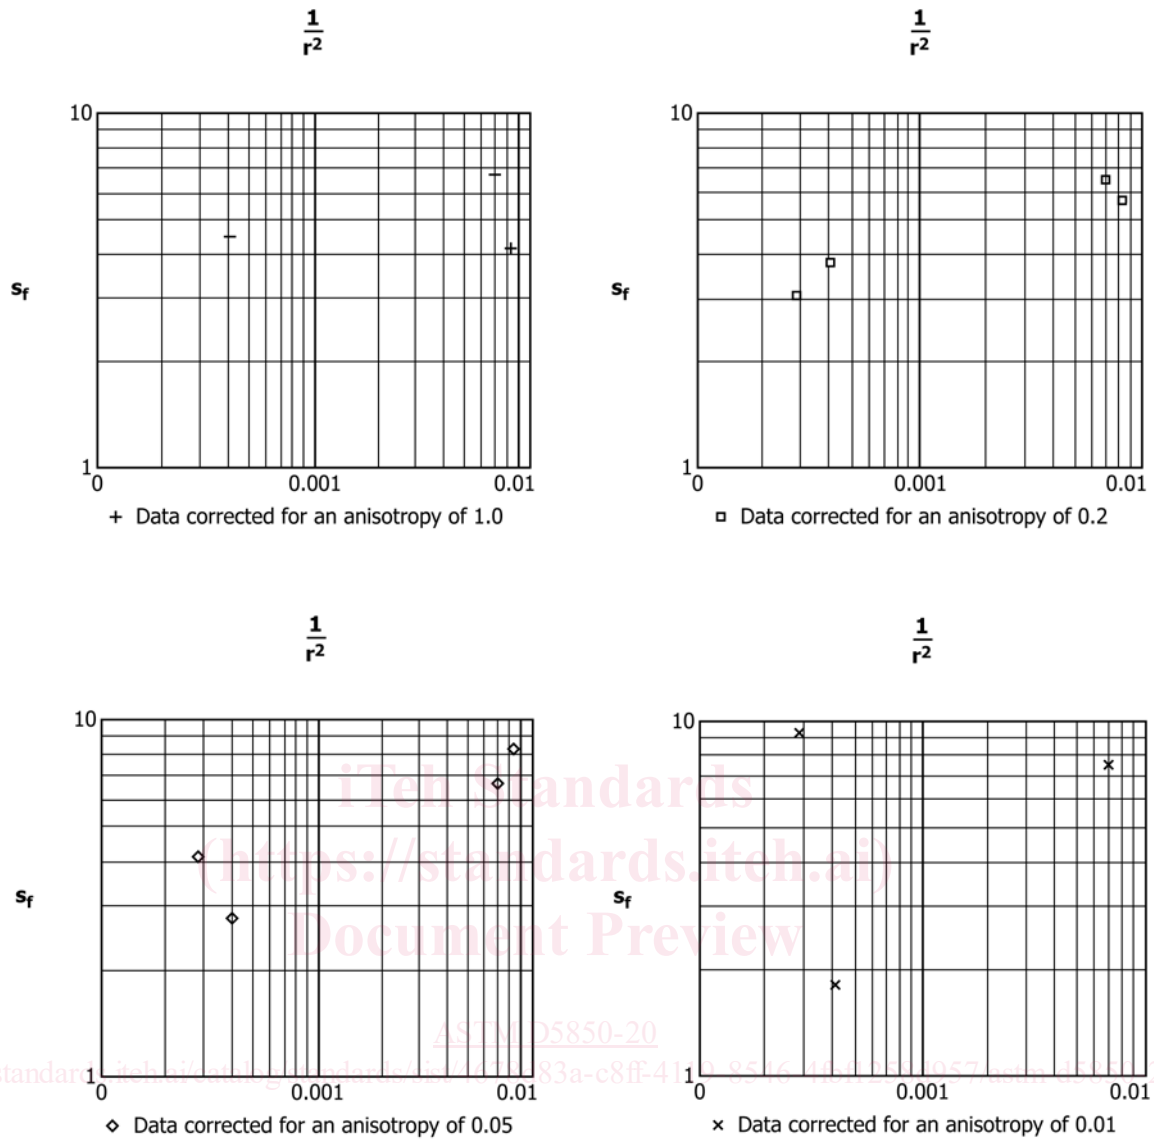 1
r²
1
r²
10
s_f
1
0 0.001 0.01
+ Data corrected for an anisotropy of 1.0
10
s_f
1
0 0.001 0.01
□ Data corrected for an anisotropy of 0.2
1
r²
1
r²
10
s_f
1
0 0.001 0.01
◇ Data corrected for an anisotropy of 0.05
10
s_f
1
0 0.001 0.01
× Data corrected for an anisotropy of 0.01
iTeh Standards
(https://standards.iteh.ai)
Document Preview
ASTM D5850-20